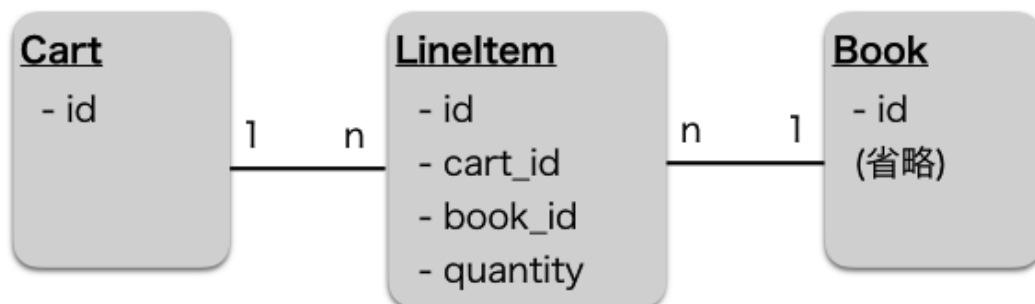 Cart
- id
1
n
LineItem
- id
- cart_id
- book_id
- quantity
n
1
Book
- id
(省略)